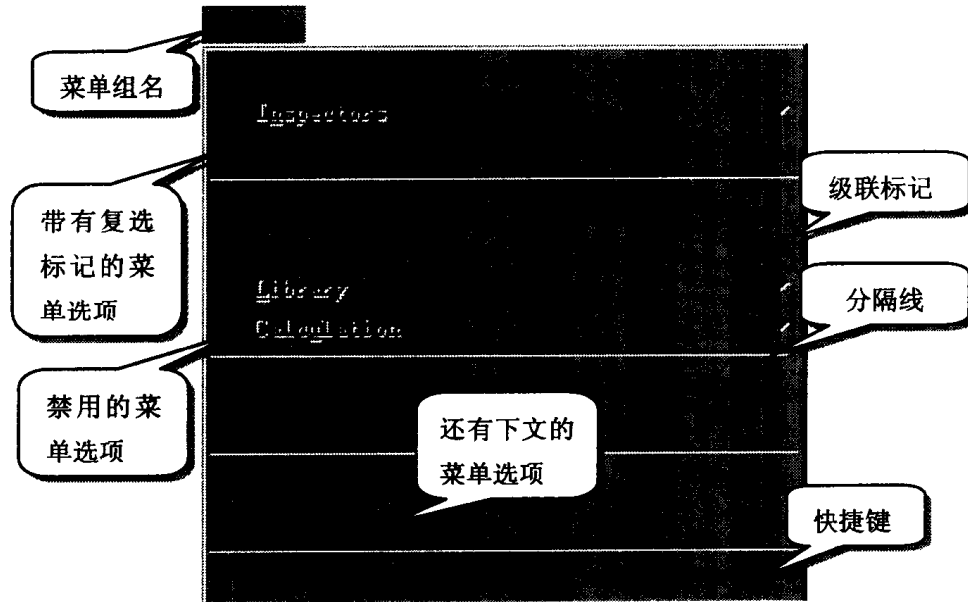 菜单组名
Inspectors
带有复选
标记的菜
单选项
级联标记
Library
分隔线
Calculation
禁用的菜
单选项
还有下文的
菜单选项
快捷键